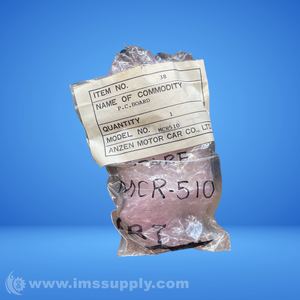 ITEM NO. 38
NAME OF COMMODITY
P.C.BOARD
QUANTITY 1
MODEL NO. MCR510
ANZEN MOTOR CAR CO., LT
MCR-510
www.imssupply.com